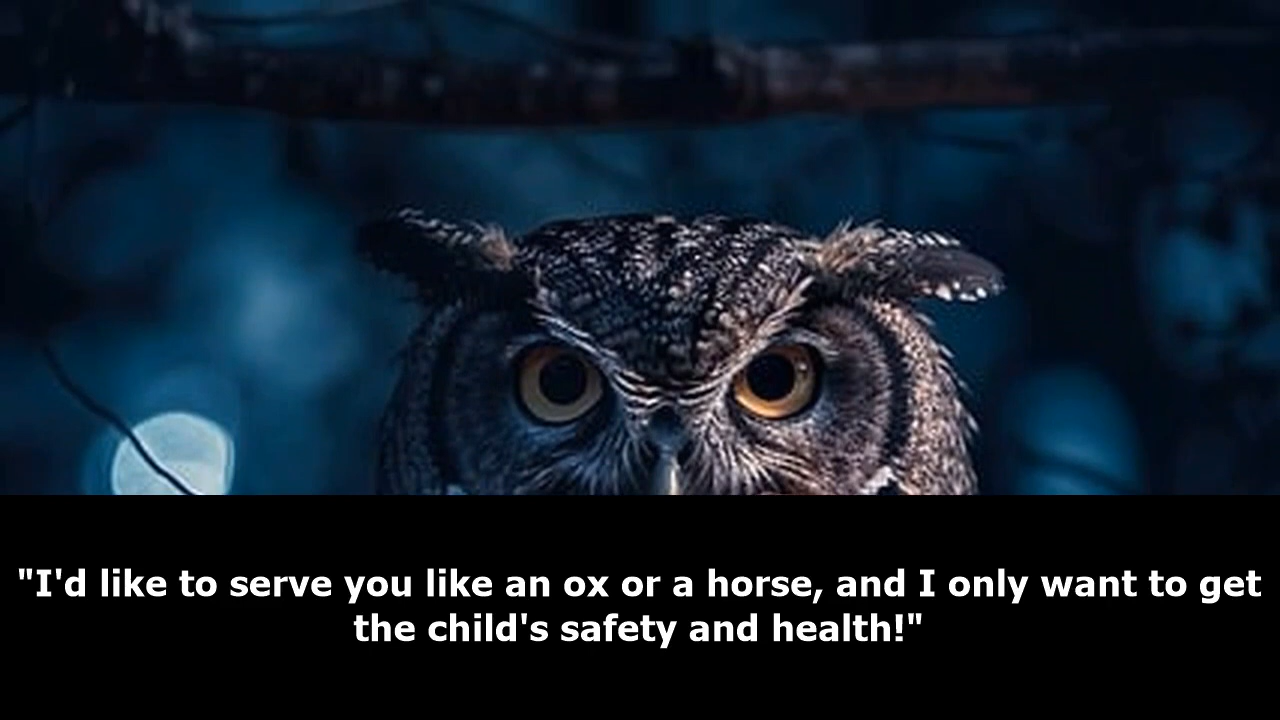 "I'd like to serve you like an ox or a horse, and I only want to get
the child's safety and health!"